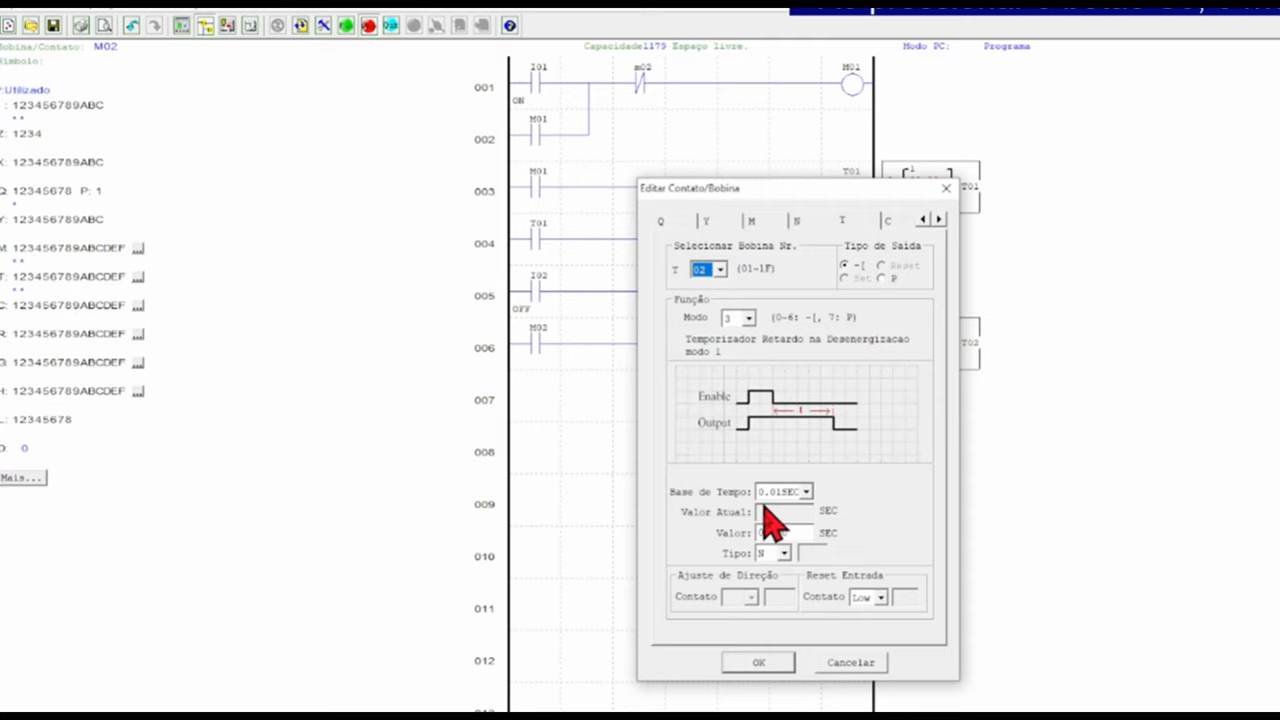 Bobina/Contato: M02
Capacidade1179 Espaço livre.
Modo PC: Programa
Símbolo:
:Utilizado
: 123456789ABC
Z: 1234
X: 123456789ABC
Q 12345678 P: 1
Y: 123456789ABC
M: 123456789ABCDEF ...
T: 123456789ABCDEF ...
C: 123456789ABCDEF ...
R: 123456789ABCDEF ...
G: 123456789ABCDEF ...
H: 123456789ABCDEF ...
L: 12345678
0
Mais...
I01 m02 M01
001
ON
M01
002
M01 T01
003
1
T01
T01
004
I02
005
OFF
M02
006
T02
007
008
009
010
011
012
Editar Contato/Bobina
Q Y M N T C
Selecionar Bobina Nr.
T 02 (01-1F)
Tipo de Saída
-[ Reset
Set P
Função
Modo 3 (0-6: -[, 7: P)
Temporizador Retardo na Desenergizacao
modo 1
Enable
t
Output
Base de Tempo: 0.01SEC
Valor Atual: SEC
Valor: SEC
Tipo: N
Ajuste de Direção
Contato
Reset Entrada
Contato Low
OK
Cancelar